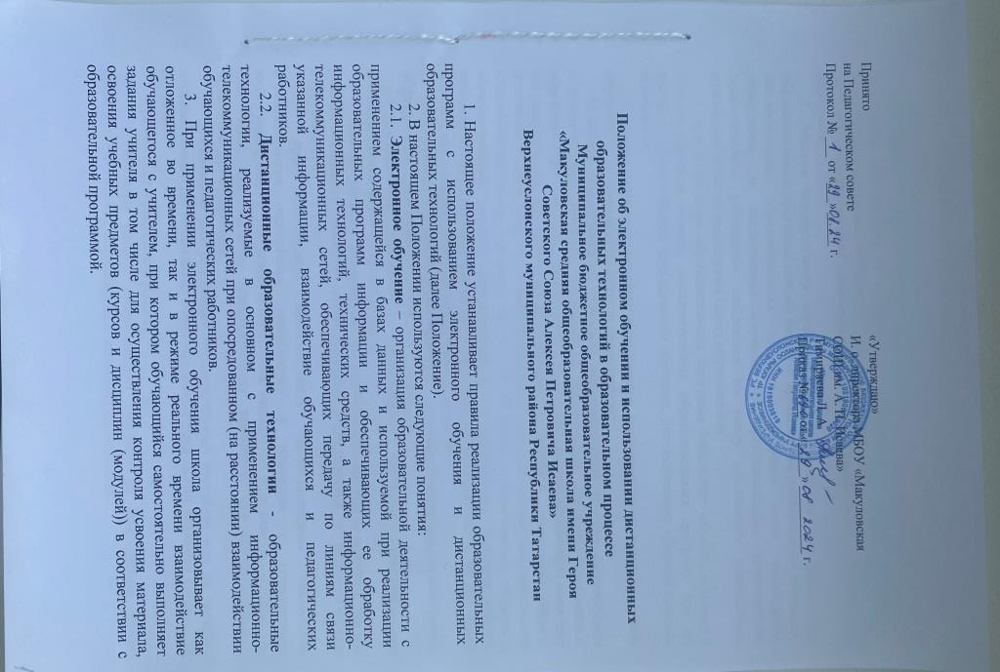 Принято
на Педагогическом совете
Протокол № 1 от «29 »01.24 г.
«Утверждаю»
И. о. директора МБОУ «Макуловская
СОШ им. А. П. Исаева»
Л.А
Приказ № от « 29 » 08 2024 г.
Положение об электронном обучении и использовании дистанционных
образовательных технологий в образовательном процессе
Муниципальное бюджетное общеобразовательное учреждение
«Макуловская средняя общеобразовательная школа имени Героя
Советского Союза Алексея Петровича Исаева»
Верхнеуслонского муниципального района Республики Татарстан
1. Настоящее положение устанавливает правила реализации образовательных
программ с использованием электронного обучения и дистанционных
образовательных технологий (далее Положение).
2. В настоящем Положении используются следующие понятия:
2.1. Электронное обучение – организация образовательной деятельности с
применением содержащейся в базах данных и используемой при реализации
образовательных программ информации и обеспечивающих ее обработку
информационных технологий, технических средств, а также информационно-
телекоммуникационных сетей, обеспечивающих передачу по линиям связи
указанной информации, взаимодействие обучающихся и педагогических
работников.
2.2. Дистанционные образовательные технологии - образовательные
технологии, реализуемые в основном с применением информационно-
телекоммуникационных сетей при опосредованном (на расстоянии) взаимодействии
обучающихся и педагогических работников.
3. При применении электронного обучения школа организовывает как
отложенное во времени, так и в режиме реального времени взаимодействие
обучающегося с учителем, при котором обучающийся самостоятельно выполняет
задания учителя в том числе для осуществления контроля усвоения материала,
освоения учебных предметов (курсов и дисциплин (модулей)) в соответствии с
образовательной программой.